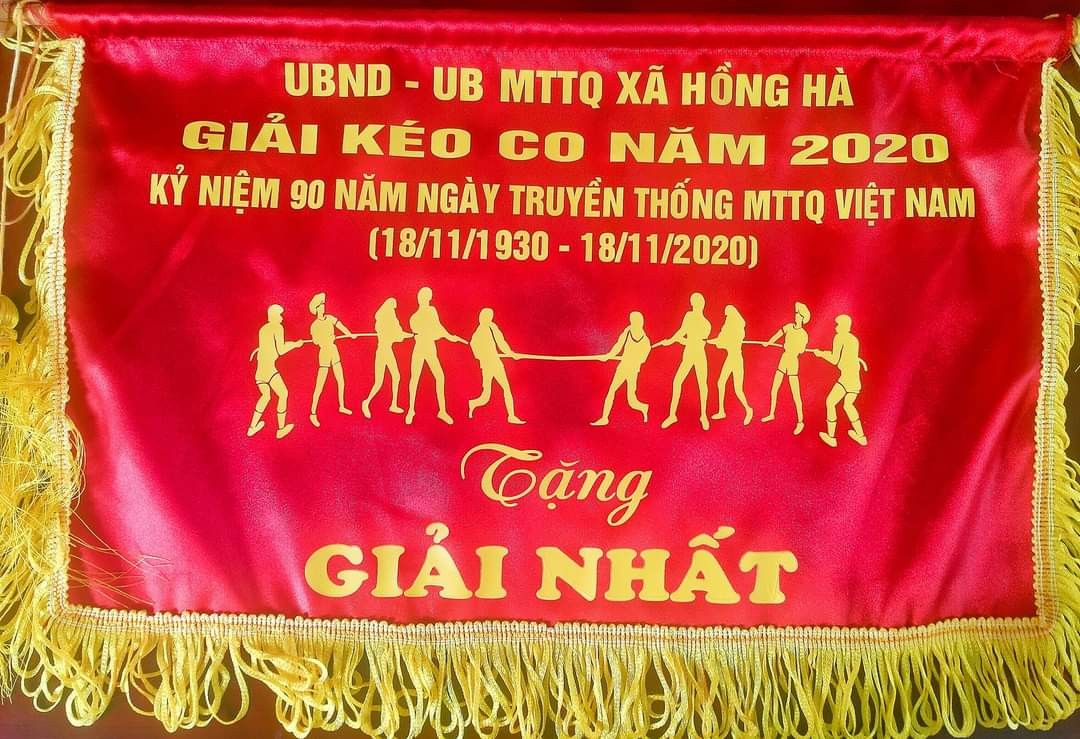 UBND - UB MTTQ XÃ HỒNG HÀ
GIẢI KÉO CO NĂM 2020
KỶ NIỆM 90 NĂM NGÀY TRUYỀN THỐNG MTTQ VIỆT NAM
(18/11/1930 - 18/11/2020)
Tặng
GIẢI NHẤT